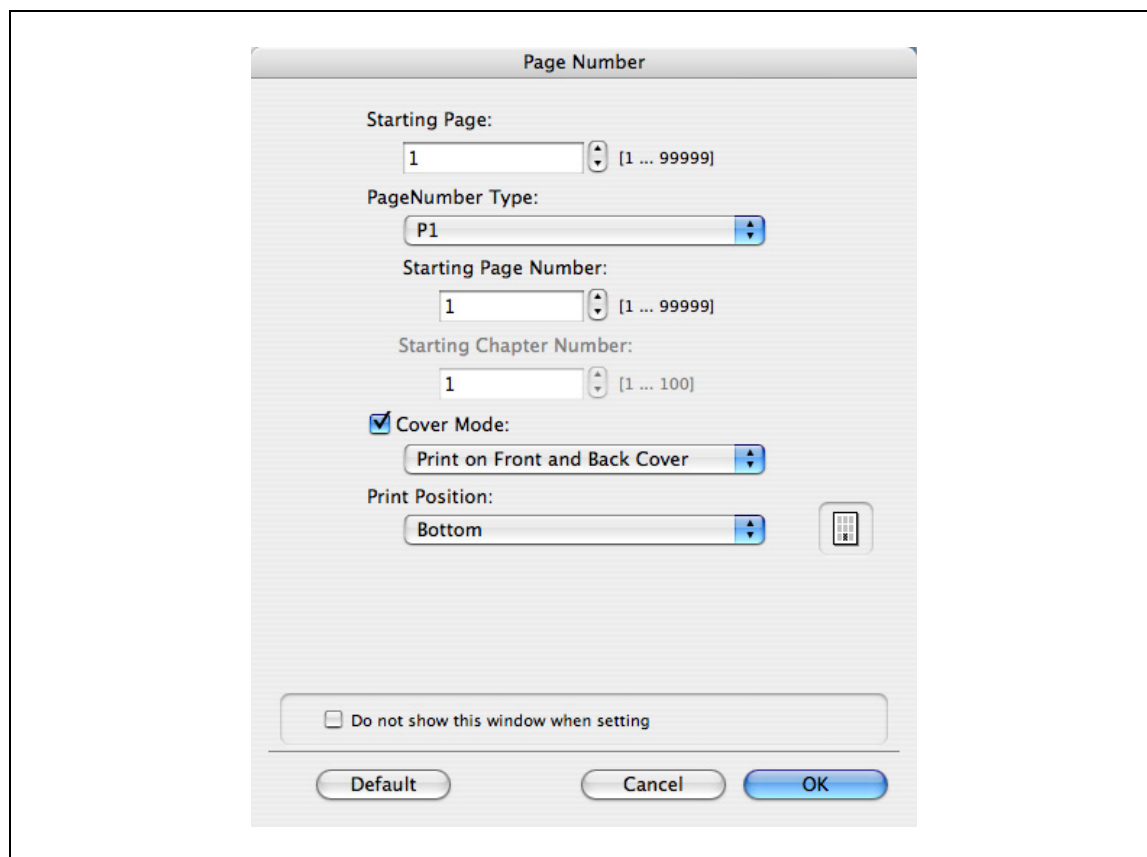 Page Number
Starting Page:
1 [1 ... 99999]
PageNumber Type:
P1
Starting Page Number:
1 [1 ... 99999]
Starting Chapter Number:
1 [1 ... 100]
Cover Mode:
Print on Front and Back Cover
Print Position:
Bottom
Do not show this window when setting
Default Cancel OK